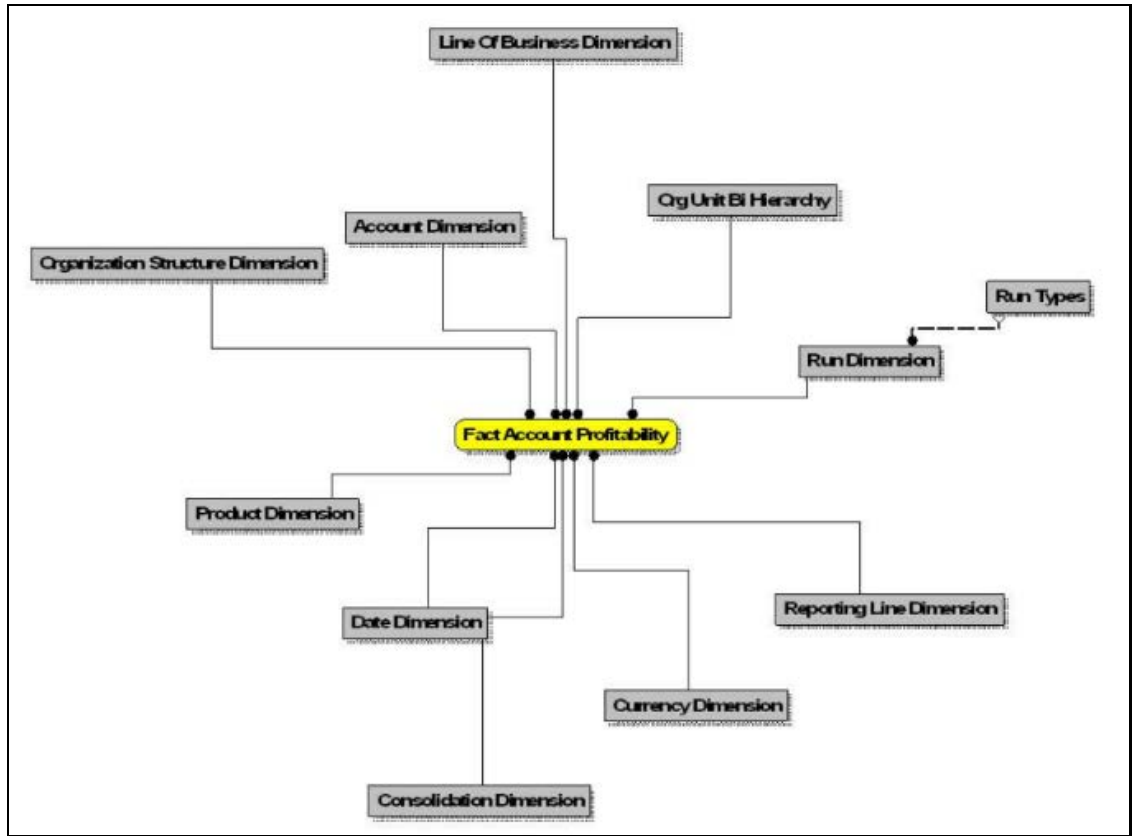 Line Of Business Dimension
Org Unit Bi Hierarchy
Account Dimension
Organization Structure Dimension
Run Types
Run Dimension
Fact Account Profitability
Product Dimension
Date Dimension
Reporting Line Dimension
Currency Dimension
Consolidation Dimension